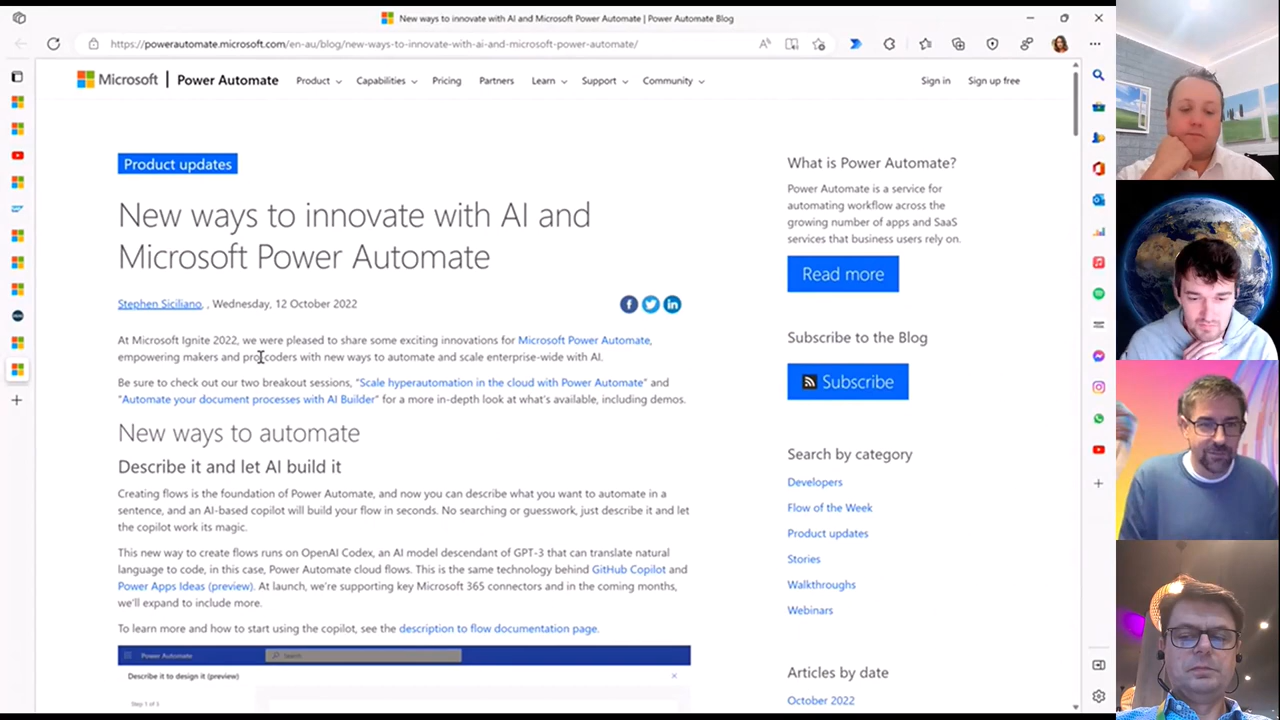 New ways to innovate with AI and Microsoft Power Automate | Power Automate Blog
https://powerautomate.microsoft.com/en-au/blog/new-ways-to-innovate-with-ai-and-microsoft-power-automate/
Microsoft | Power Automate Product Capabilities Pricing Partners Learn Support Community Sign in Sign up free
Product updates
New ways to innovate with AI and
Microsoft Power Automate
Stephen Siciliano, , Wednesday, 12 October 2022
At Microsoft Ignite 2022, we were pleased to share some exciting innovations for Microsoft Power Automate,
empowering makers and pro-coders with new ways to automate and scale enterprise-wide with AI.
Be sure to check out our two breakout sessions, "Scale hyperautomation in the cloud with Power Automate" and
"Automate your document processes with AI Builder" for a more in-depth look at what's available, including demos.
New ways to automate
Describe it and let AI build it
Creating flows is the foundation of Power Automate, and now you can describe what you want to automate in a
sentence, and an AI-based copilot will build your flow in seconds. No searching or guesswork, just describe it and let
the copilot work its magic.
This new way to create flows runs on OpenAI Codex, an AI model descendant of GPT-3 that can translate natural
language to code, in this case, Power Automate cloud flows. This is the same technology behind GitHub Copilot and
Power Apps Ideas (preview). At launch, we're supporting key Microsoft 365 connectors and in the coming months,
we'll expand to include more.
To learn more and how to start using the copilot, see the description to flow documentation page.
Power Automate Search
Describe it to design it (preview)
Step 1 of 3
What is Power Automate?
Power Automate is a service for
automating workflow across the
growing number of apps and SaaS
services that business users rely on.
Read more
Subscribe to the Blog
Subscribe
Search by category
Developers
Flow of the Week
Product updates
Stories
Walkthroughs
Webinars
Articles by date
October 2022